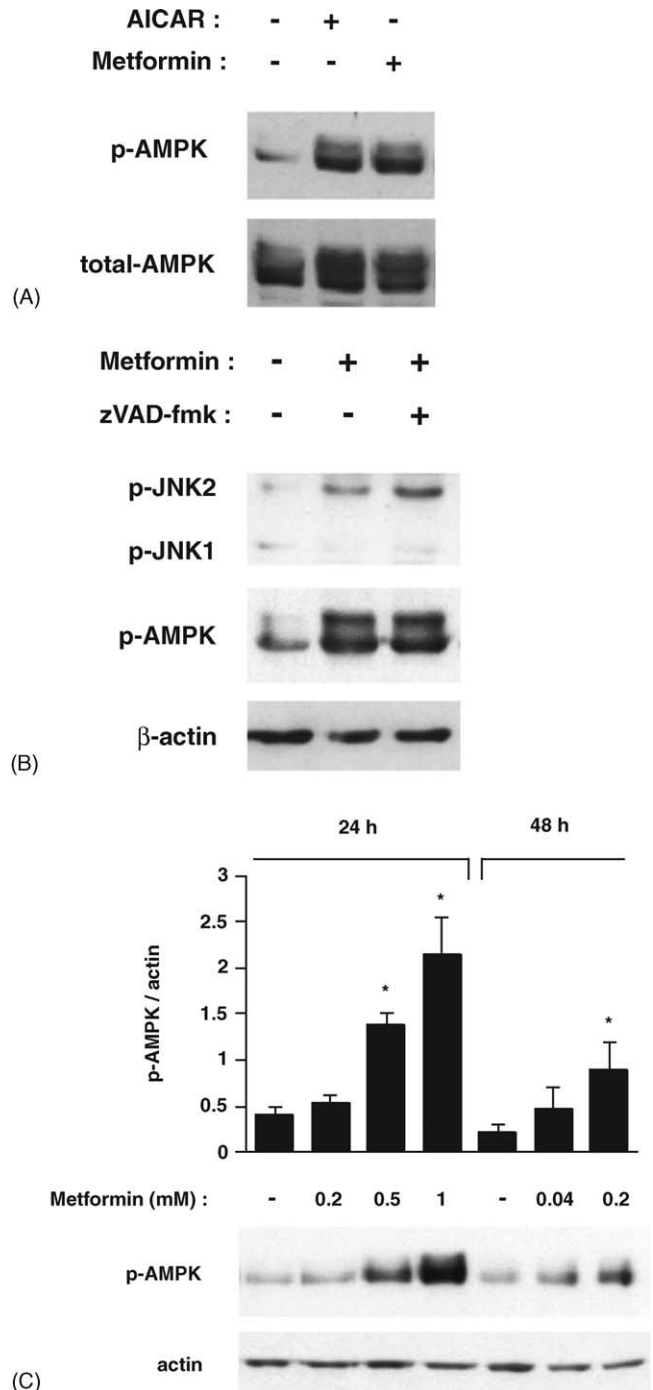 AICAR : - + -
Metformin : - - +
p-AMPK
total-AMPK
(A)
Metformin : - + +
zVAD-fmk : - - +
p-JNK2
p-JNK1
p-AMPK
β-actin
(B)
24 h 48 h
3
2.5
2
1.5
1
0.5
0
p-AMPK / actin
* * *
Metformin (mM) : - 0.2 0.5 1 - 0.04 0.2
p-AMPK
actin
(C)